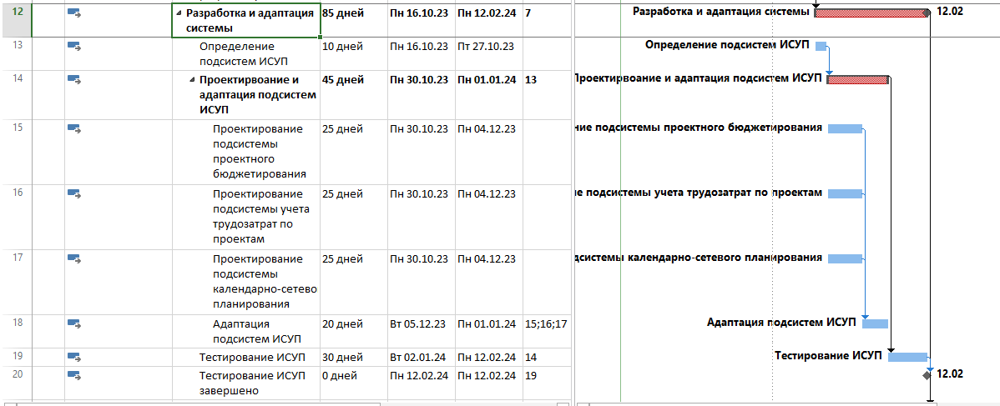 12 Разработка и адаптация 85 дней Пн 16.10.23 Пн 12.02.24 7
системы
13 Определение 10 дней Пн 16.10.23 Пт 27.10.23
подсистем ИСУП
14 Проектирвоание и 45 дней Пн 30.10.23 Пн 01.01.24 13
адаптация подсистем
ИСУП
15 Проектирование 25 дней Пн 30.10.23 Пн 04.12.23
подсистемы
проектного
бюджетирования
16 Проектирование 25 дней Пн 30.10.23 Пн 04.12.23
подсистемы учета
трудозатрат по
проектам
17 Проектирование 25 дней Пн 30.10.23 Пн 04.12.23
подсистемы
календарно-сетево
планирования
18 Адаптация 20 дней Вт 05.12.23 Пн 01.01.24 15;16;17
подсистем ИСУП
19 Тестирование ИСУП 30 дней Вт 02.01.24 Пн 12.02.24 14
20 Тестирование ИСУП 0 дней Пн 12.02.24 Пн 12.02.24 19
завершено
Разработка и адаптация системы 12.02
Определение подсистем ИСУП
Проектирвоание и адаптация подсистем ИСУП
ние подсистемы проектного бюджетирования
ие подсистемы учета трудозатрат по проектам
дсистемы календарно-сетевого планирования
Адаптация подсистем ИСУП
Тестирование ИСУП
12.02